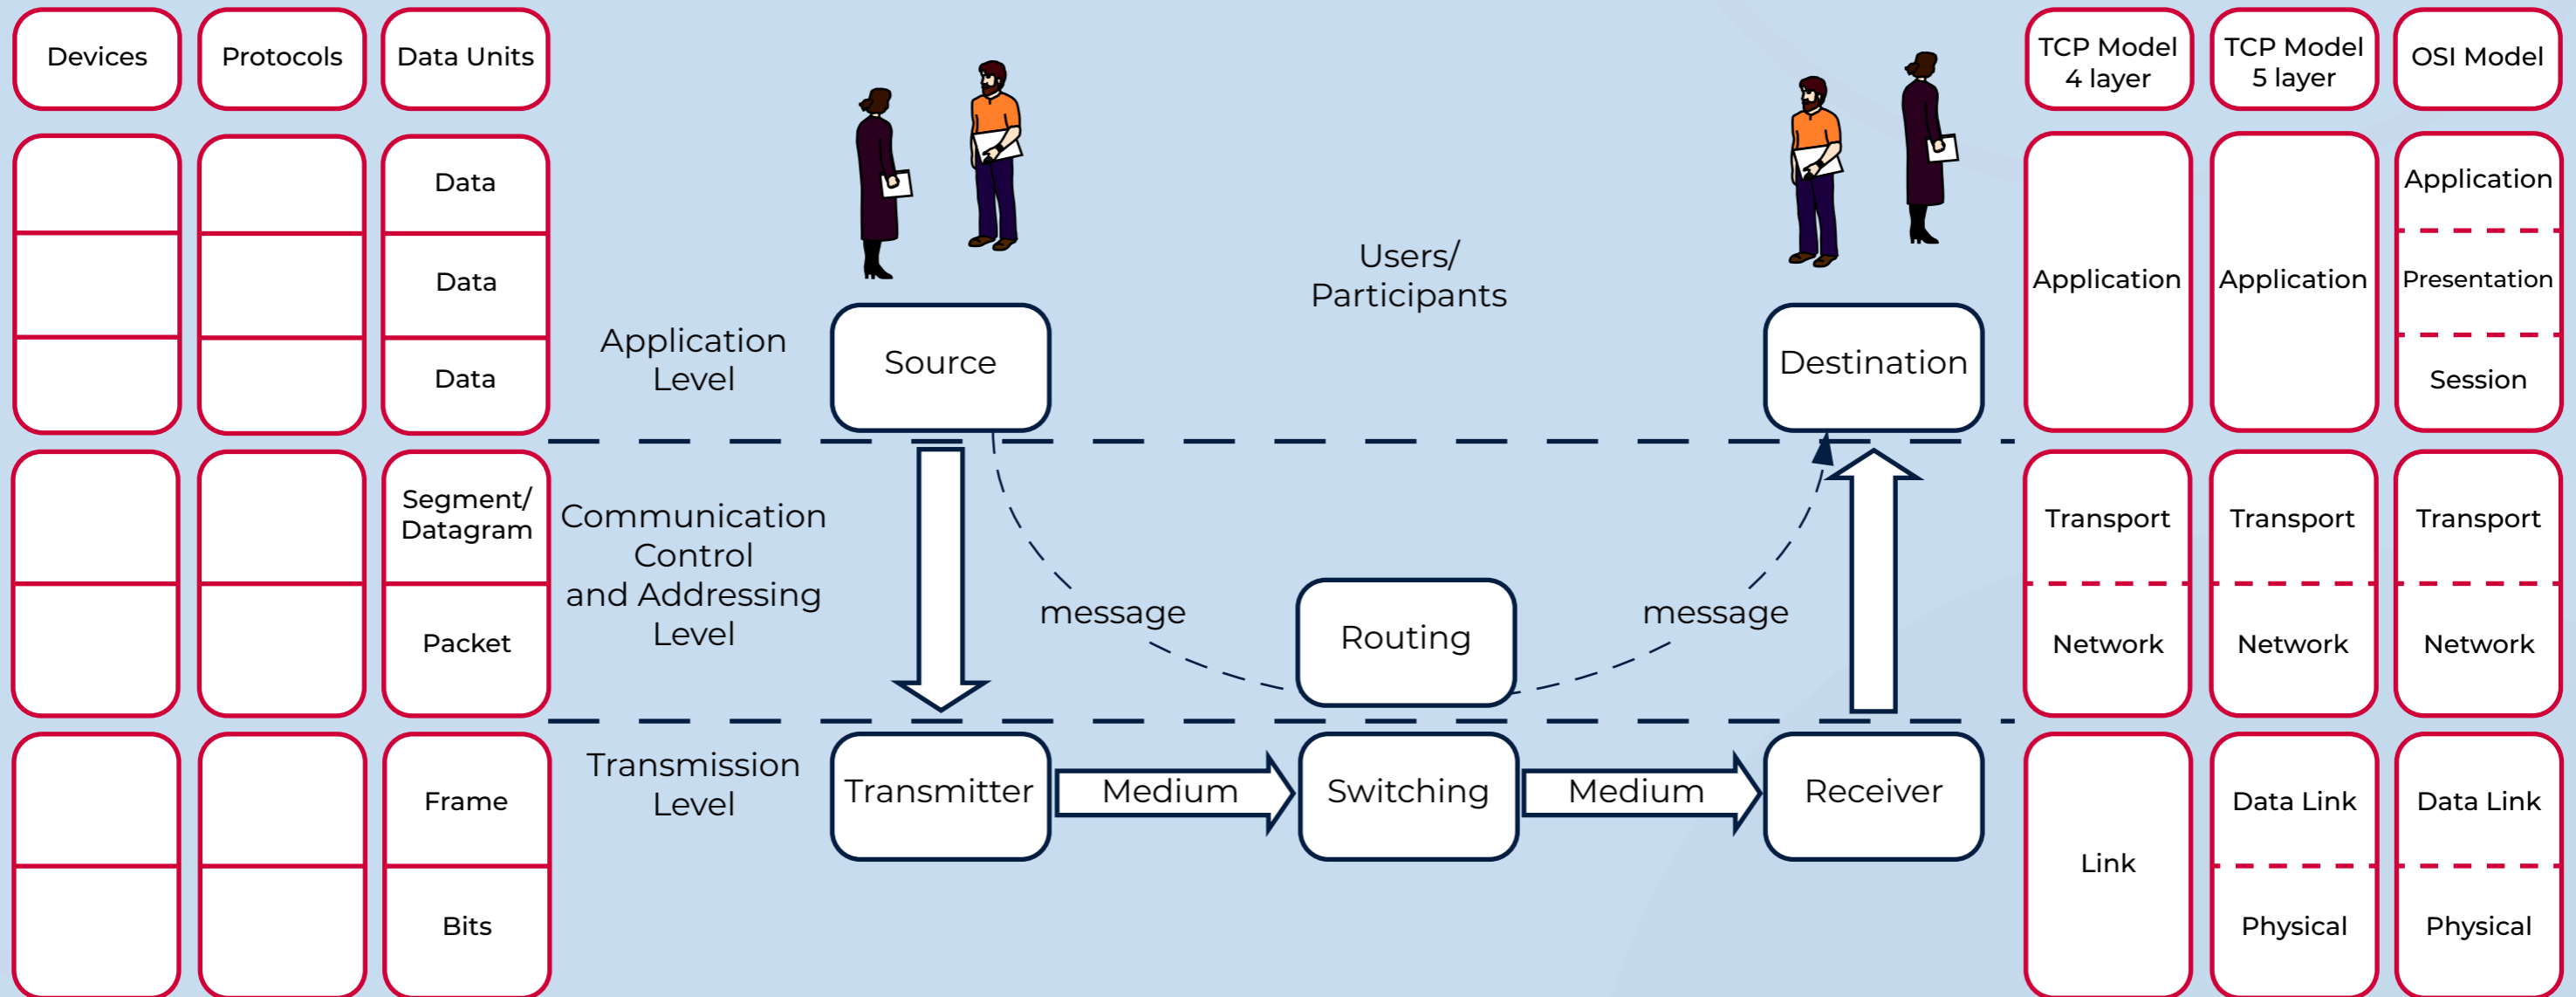 Devices
Protocols
Data Units
Data
Data
Data
Segment/
Datagram
Packet
Frame
Bits
Application
Level
Communication
Control
and Addressing
Level
Transmission
Level
Users/
Participants
Source
Destination
message
Routing
message
Transmitter
Medium
Switching
Medium
Receiver
TCP Model
4 layer
Application
Transport
Network
Link
TCP Model
5 layer
Application
Transport
Network
Data Link
Physical
OSI Model
Application
Presentation
Session
Transport
Network
Data Link
Physical